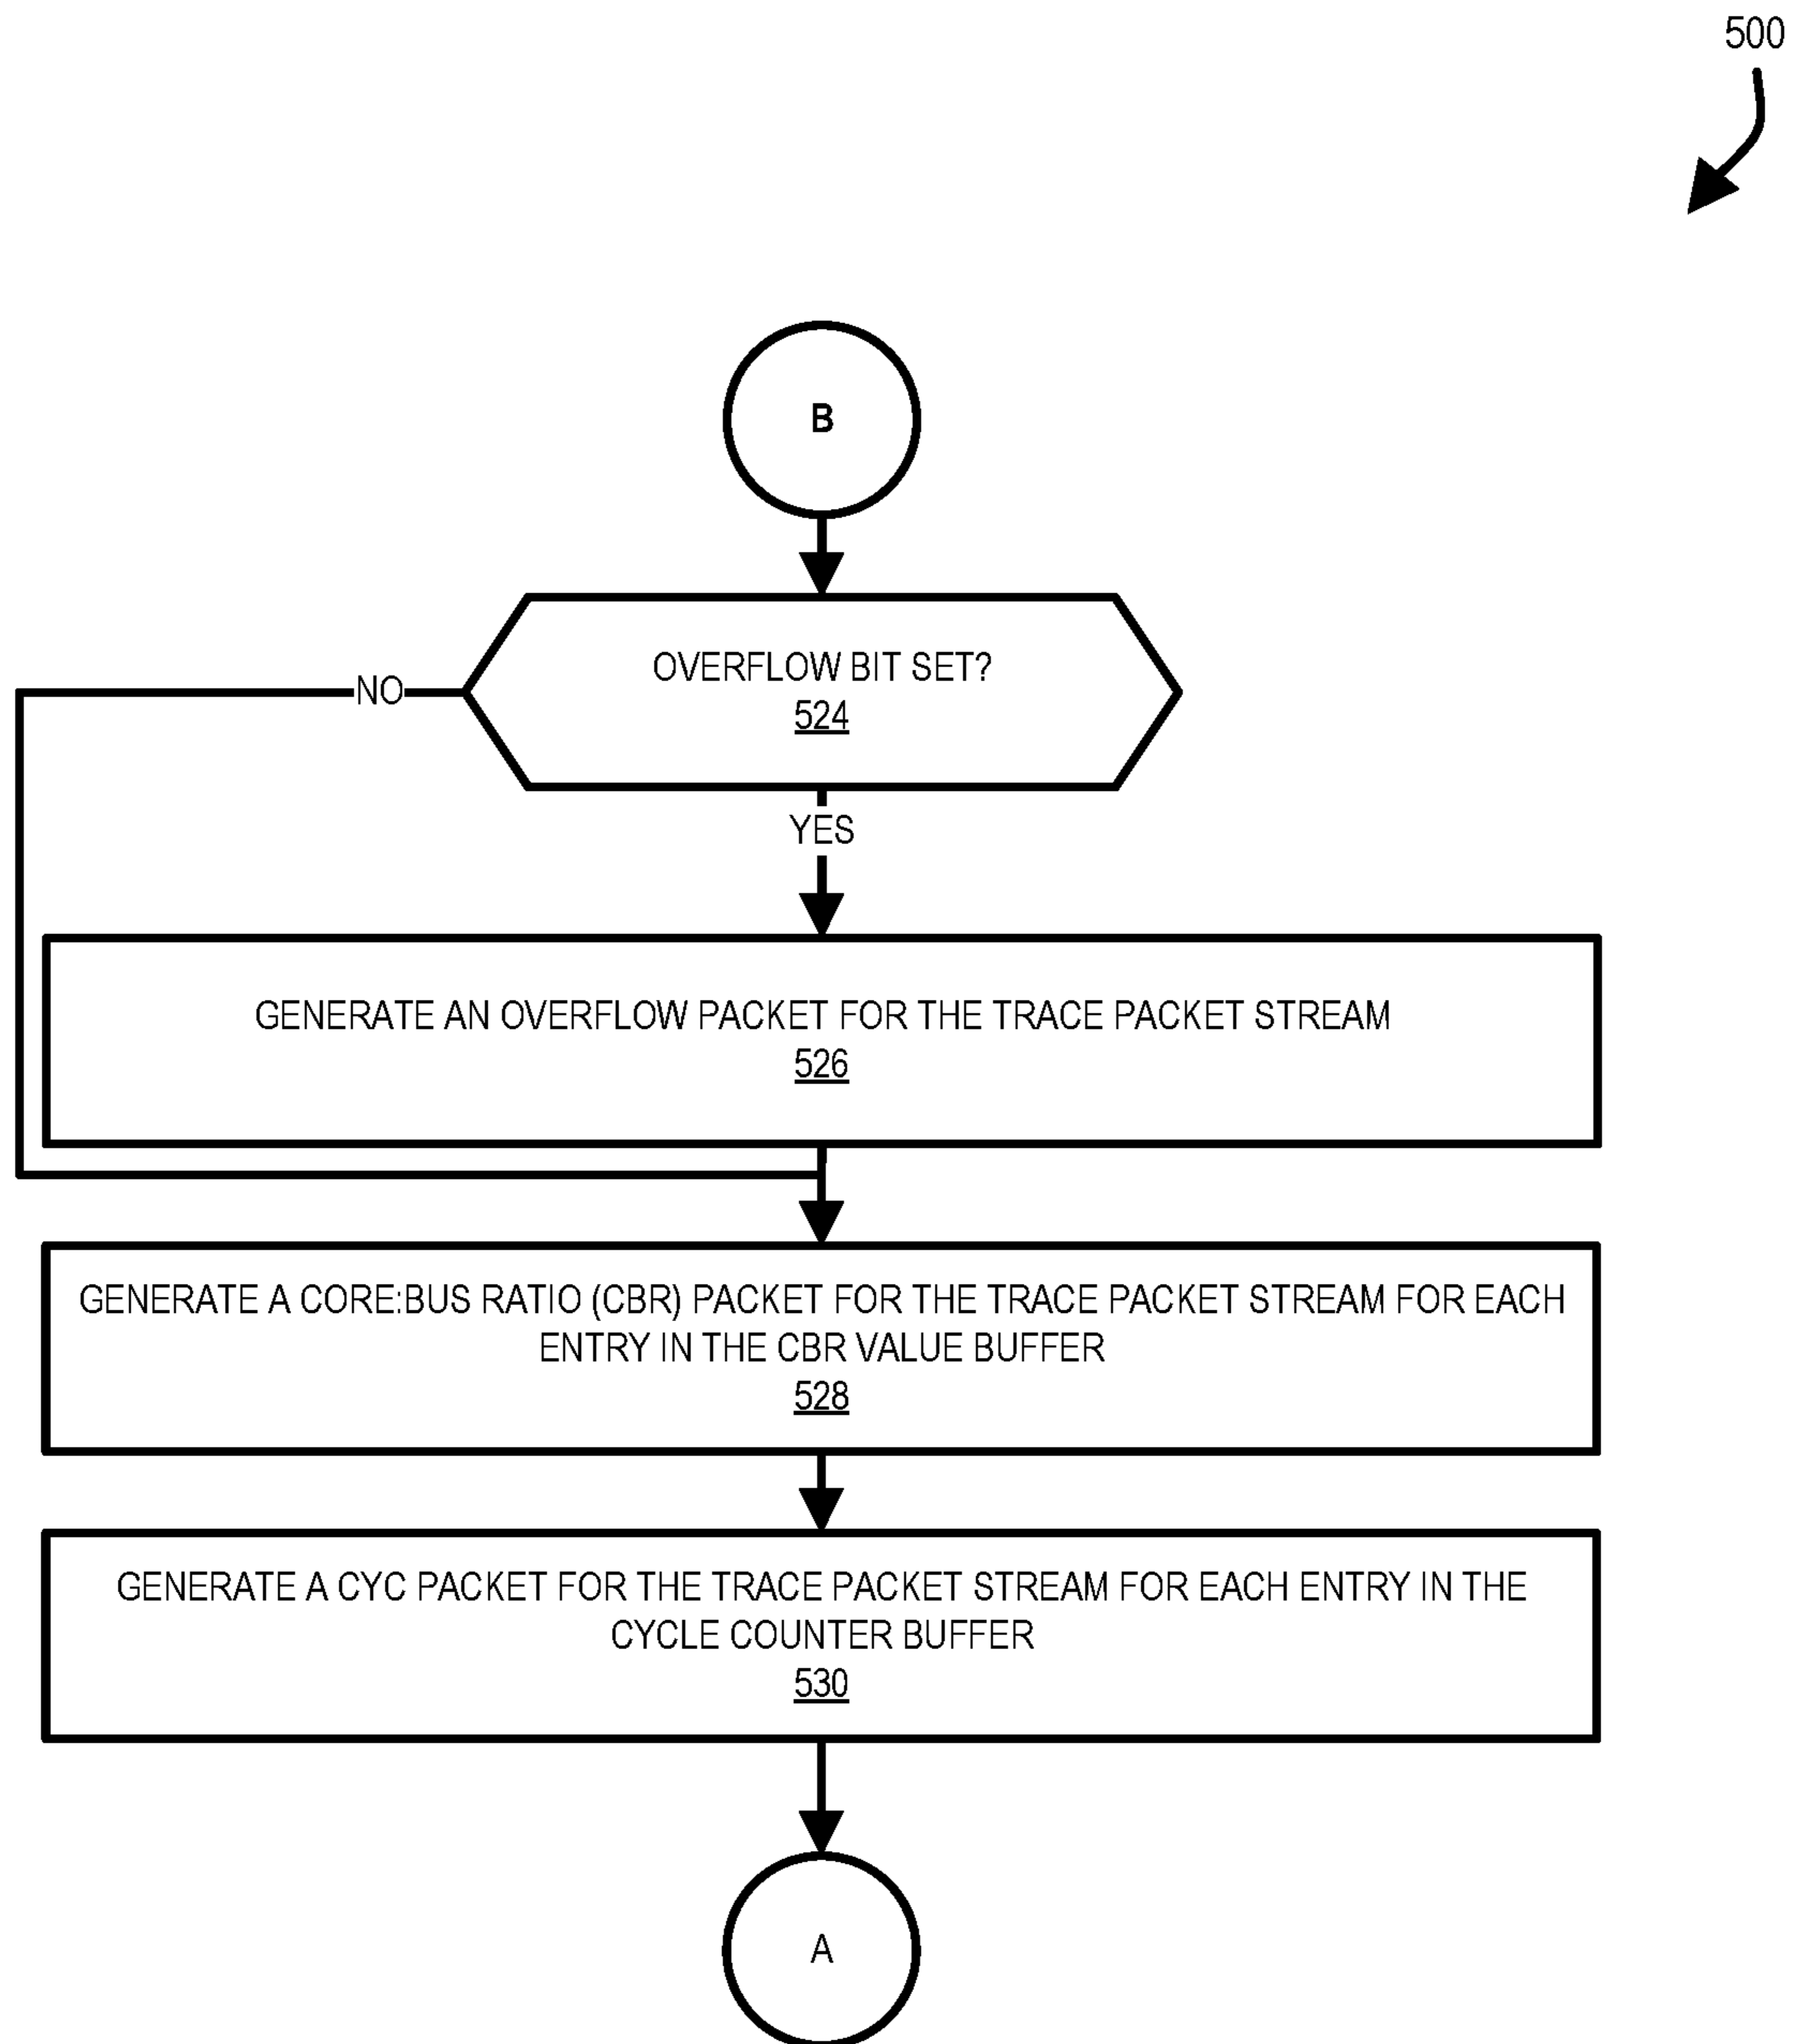 500
B
OVERFLOW BIT SET?
524
NO
YES
GENERATE AN OVERFLOW PACKET FOR THE TRACE PACKET STREAM
526
GENERATE A CORE:BUS RATIO (CBR) PACKET FOR THE TRACE PACKET STREAM FOR EACH
ENTRY IN THE CBR VALUE BUFFER
528
GENERATE A CYC PACKET FOR THE TRACE PACKET STREAM FOR EACH ENTRY IN THE
CYCLE COUNTER BUFFER
530
A